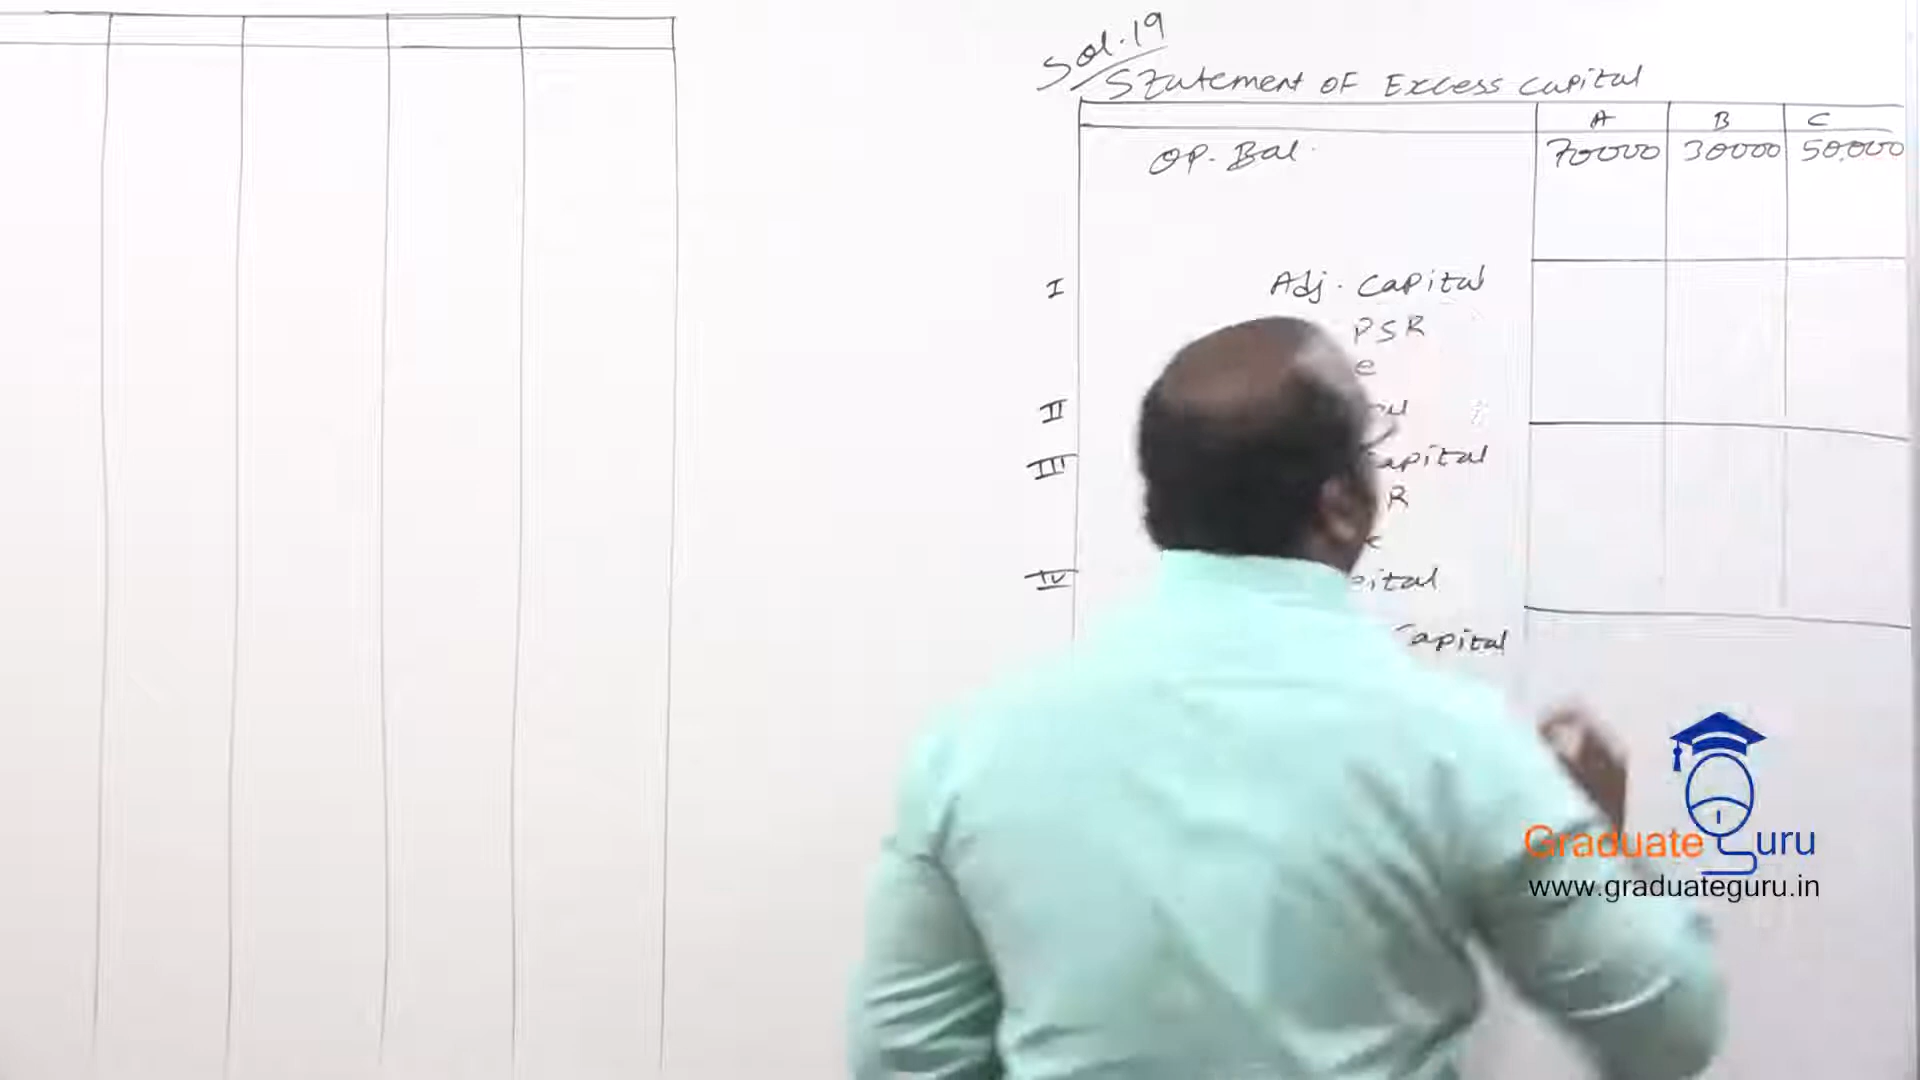 Sol. 19
Statement OF Excess Capital
A B C
OP. Bal. 70000 30000 50,000
I Adj. Capital
PSR
II
III Capital
R
IV
Capital
Graduate Guru
www.graduateguru.in